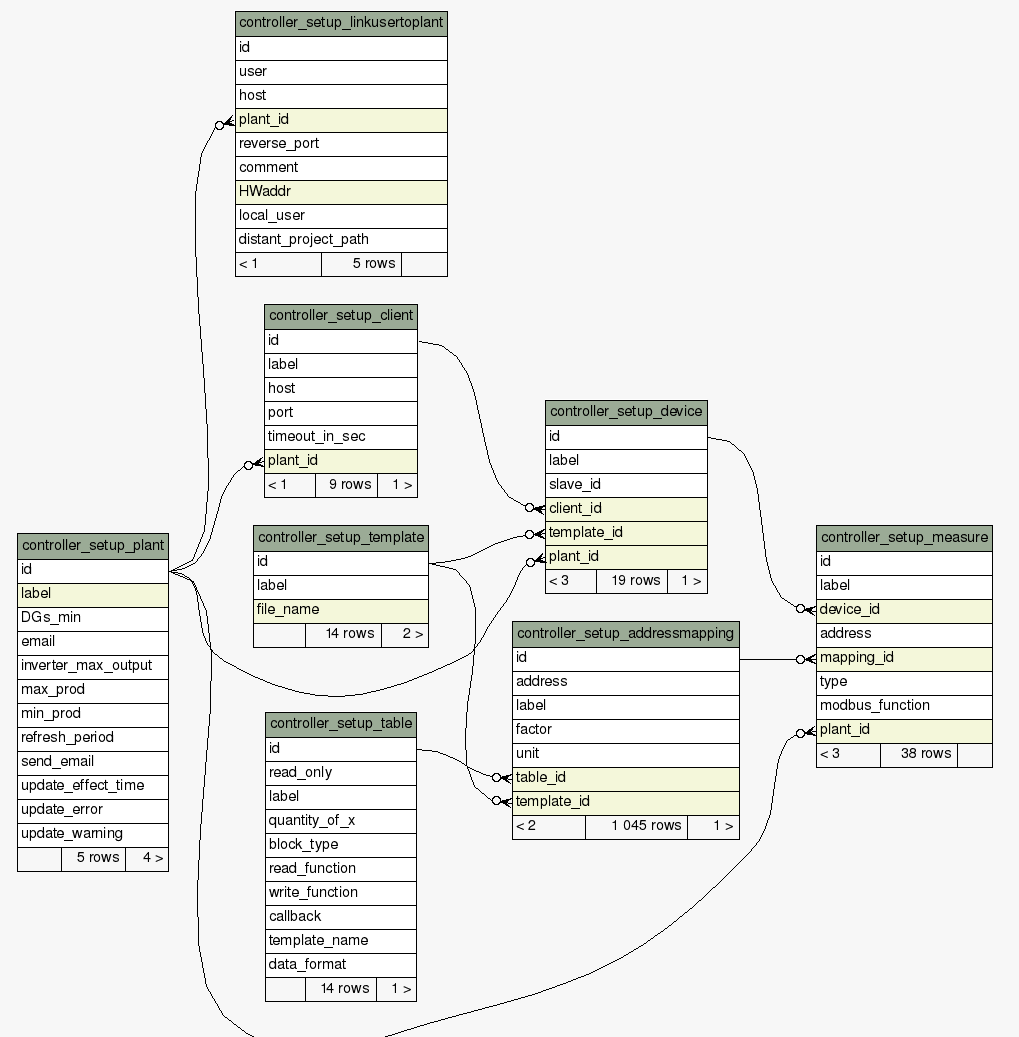 controller_setup_linkusertoplant
id
user
host
plant_id
reverse_port
comment
HWaddr
local_user
distant_project_path
< 1 5 rows
controller_setup_client
id
label
host
port
timeout_in_sec
plant_id
< 1 9 rows 1 >
controller_setup_device
id
label
slave_id
client_id
template_id
plant_id
< 3 19 rows 1 >
controller_setup_plant
id
label
DGs_min
email
inverter_max_output
max_prod
min_prod
refresh_period
send_email
update_effect_time
update_error
update_warning
5 rows 4 >
controller_setup_template
id
label
file_name
14 rows 2 >
controller_setup_measure
id
label
device_id
address
mapping_id
type
modbus_function
plant_id
< 3 38 rows
controller_setup_addressmapping
id
address
label
factor
unit
table_id
template_id
< 2 1 045 rows 1 >
controller_setup_table
id
read_only
label
quantity_of_x
block_type
read_function
write_function
callback
template_name
data_format
14 rows 1 >